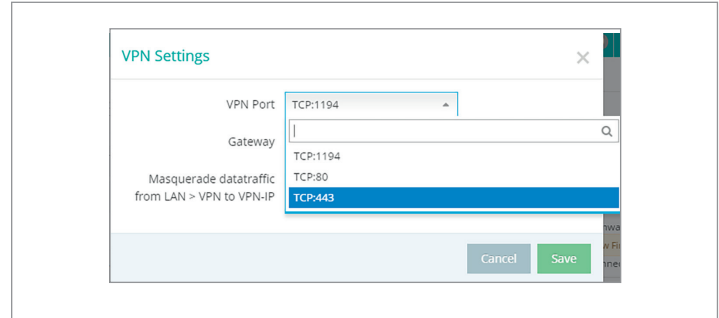 VPN Settings
VPN Port TCP:1194
Gateway
TCP:1194
Masquerade datatraffic
from LAN > VPN to VPN-IP
TCP:80
TCP:443
Cancel Save